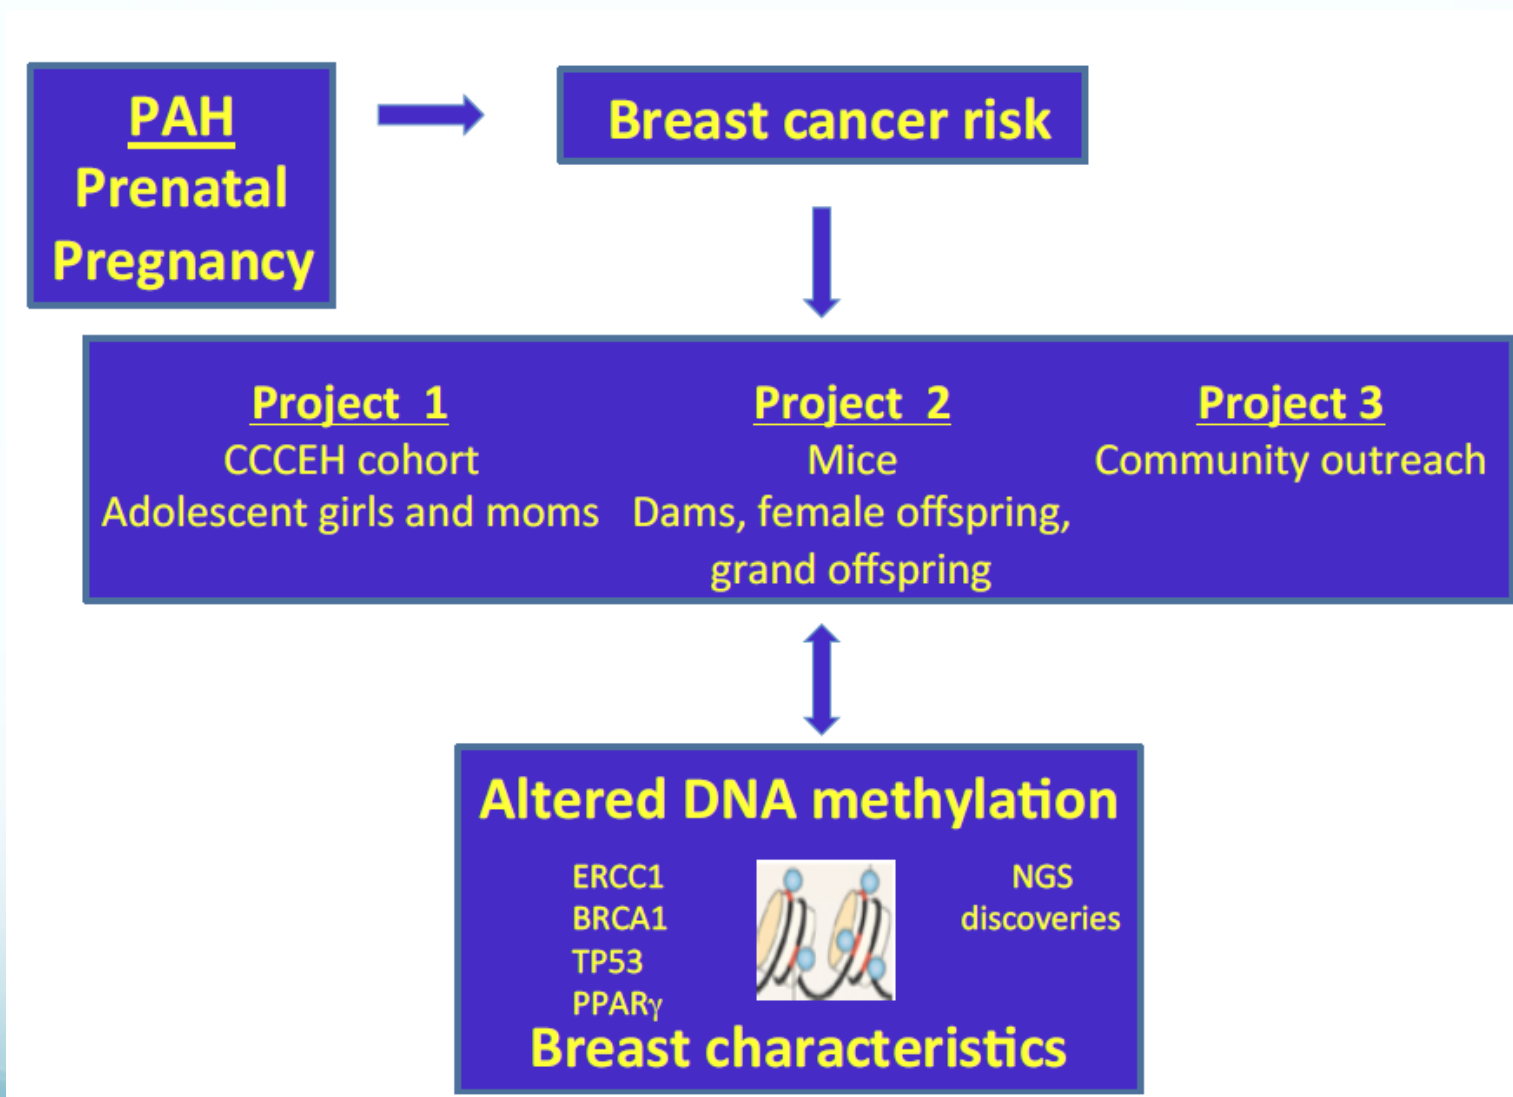 PAH
Prenatal
Pregnancy
Breast cancer risk
Project 1
CCCEH cohort
Adolescent girls and moms
Project 2
Mice
Dams, female offspring,
grand offspring
Project 3
Community outreach
Altered DNA methylation
ERCC1
BRCA1
TP53
PPARγ
NGS
discoveries
Breast characteristics